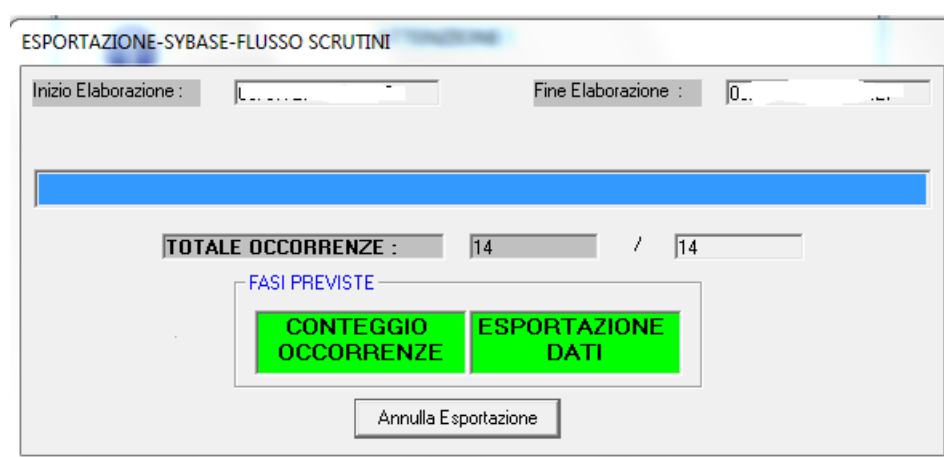 ESPORTAZIONE-SYBASE-FLUSSO SCRUTINI
Inizio Elaborazione : Fine Elaborazione :
TOTALE OCCORRENZE : 14 / 14
FASI PREVISTE
CONTEGGIO OCCORRENZE
ESPORTAZIONE DATI
Annulla Esportazione